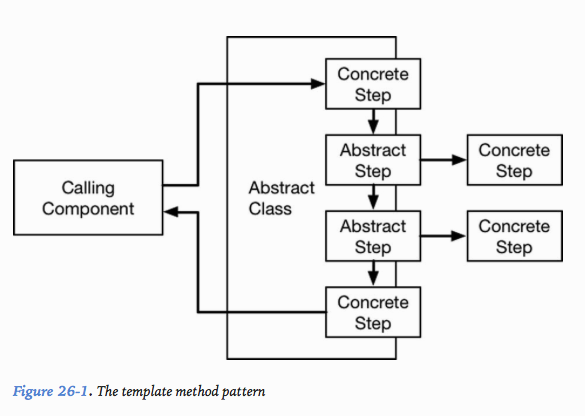 Concrete
Step
Abstract
Step
Concrete
Step
Calling
Component
Abstract
Class
Abstract
Step
Concrete
Step
Concrete
Step
Figure 26-1. The template method pattern